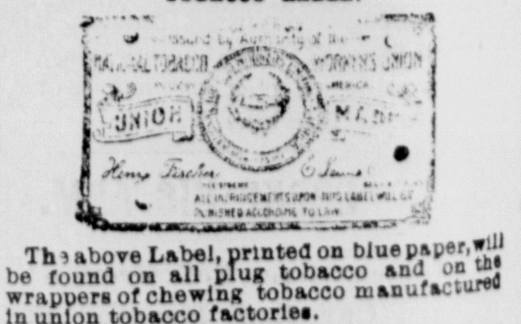 Issued by Authority of the
NATIONAL TOBACCO WORKERS UNION
AMERICA.
UNION MADE
Henry Fischer E Lewis
PRESIDENT
ALL INFRINGEMENTS UPON THIS LABEL WILL BE
PUNISHED ACCORDING TO LAW
The above Label, printed on blue paper, will
be found on all plug tobacco and on the
wrappers of chewing tobacco manufactured
in union tobacco factories.